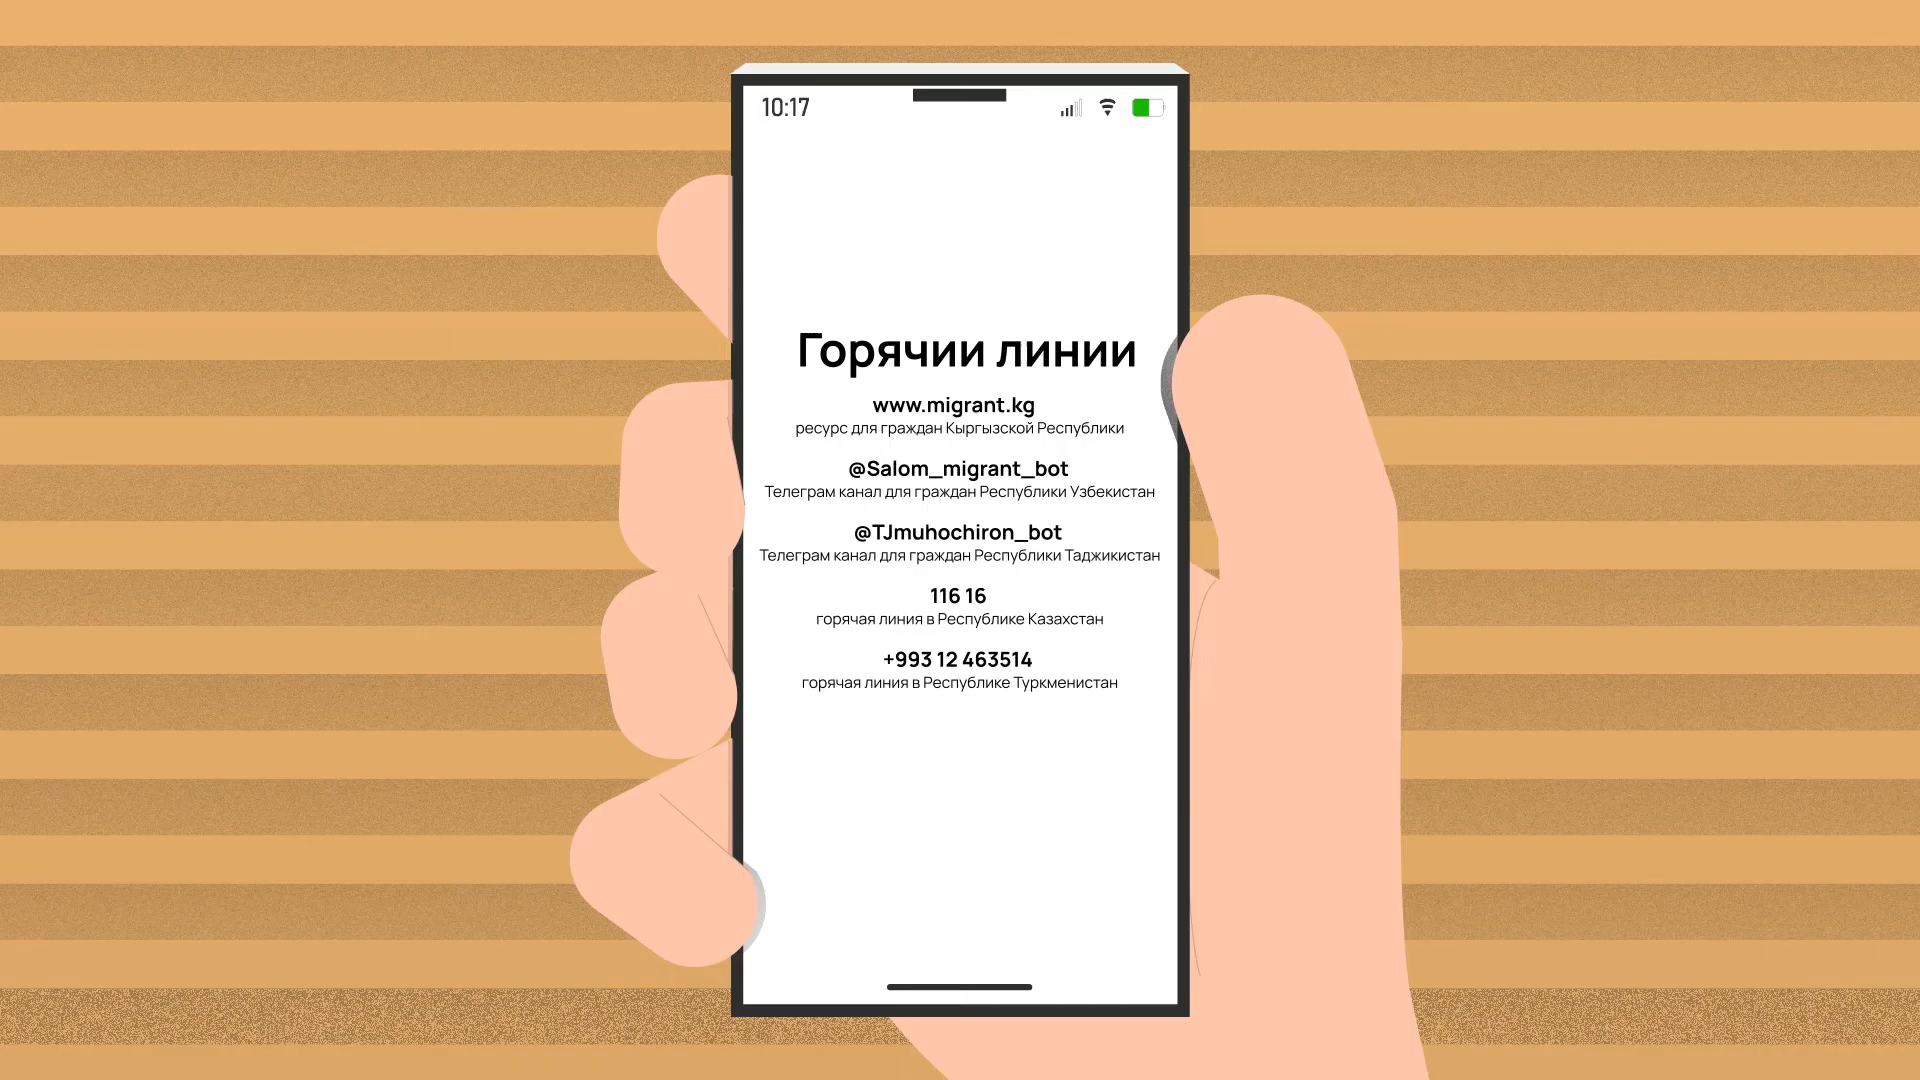 10:17
Горячии линии
www.migrant.kg
ресурс для граждан Кыргызской Республики
@Salom_migrant_bot
Телеграм канал для граждан Республики Узбекистан
@TJmuhochiron_bot
Телеграм канал для граждан Республики Таджикистан
116 16
горячая линия в Республике Казахстан
+993 12 463514
горячая линия в Республике Туркменистан